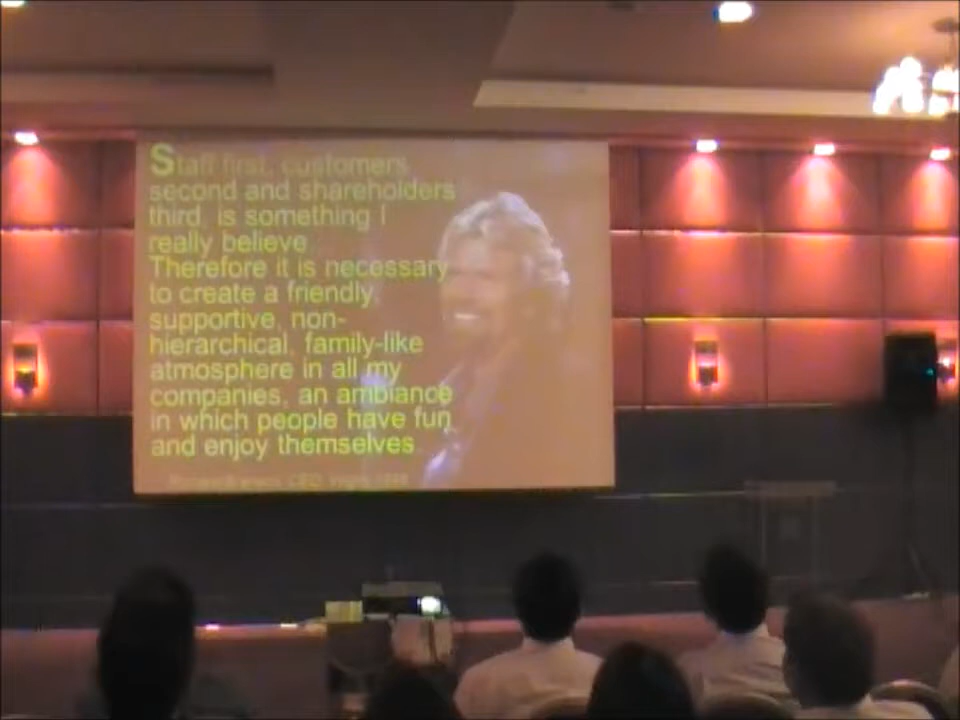 Staff first, customers
second and shareholders
third, is something I
really believe
Therefore it is necessary
to create a friendly,
supportive, non-
hierarchical, family-like
atmosphere in all my
companies, an ambiance
in which people have fun
and enjoy themselves
CEO